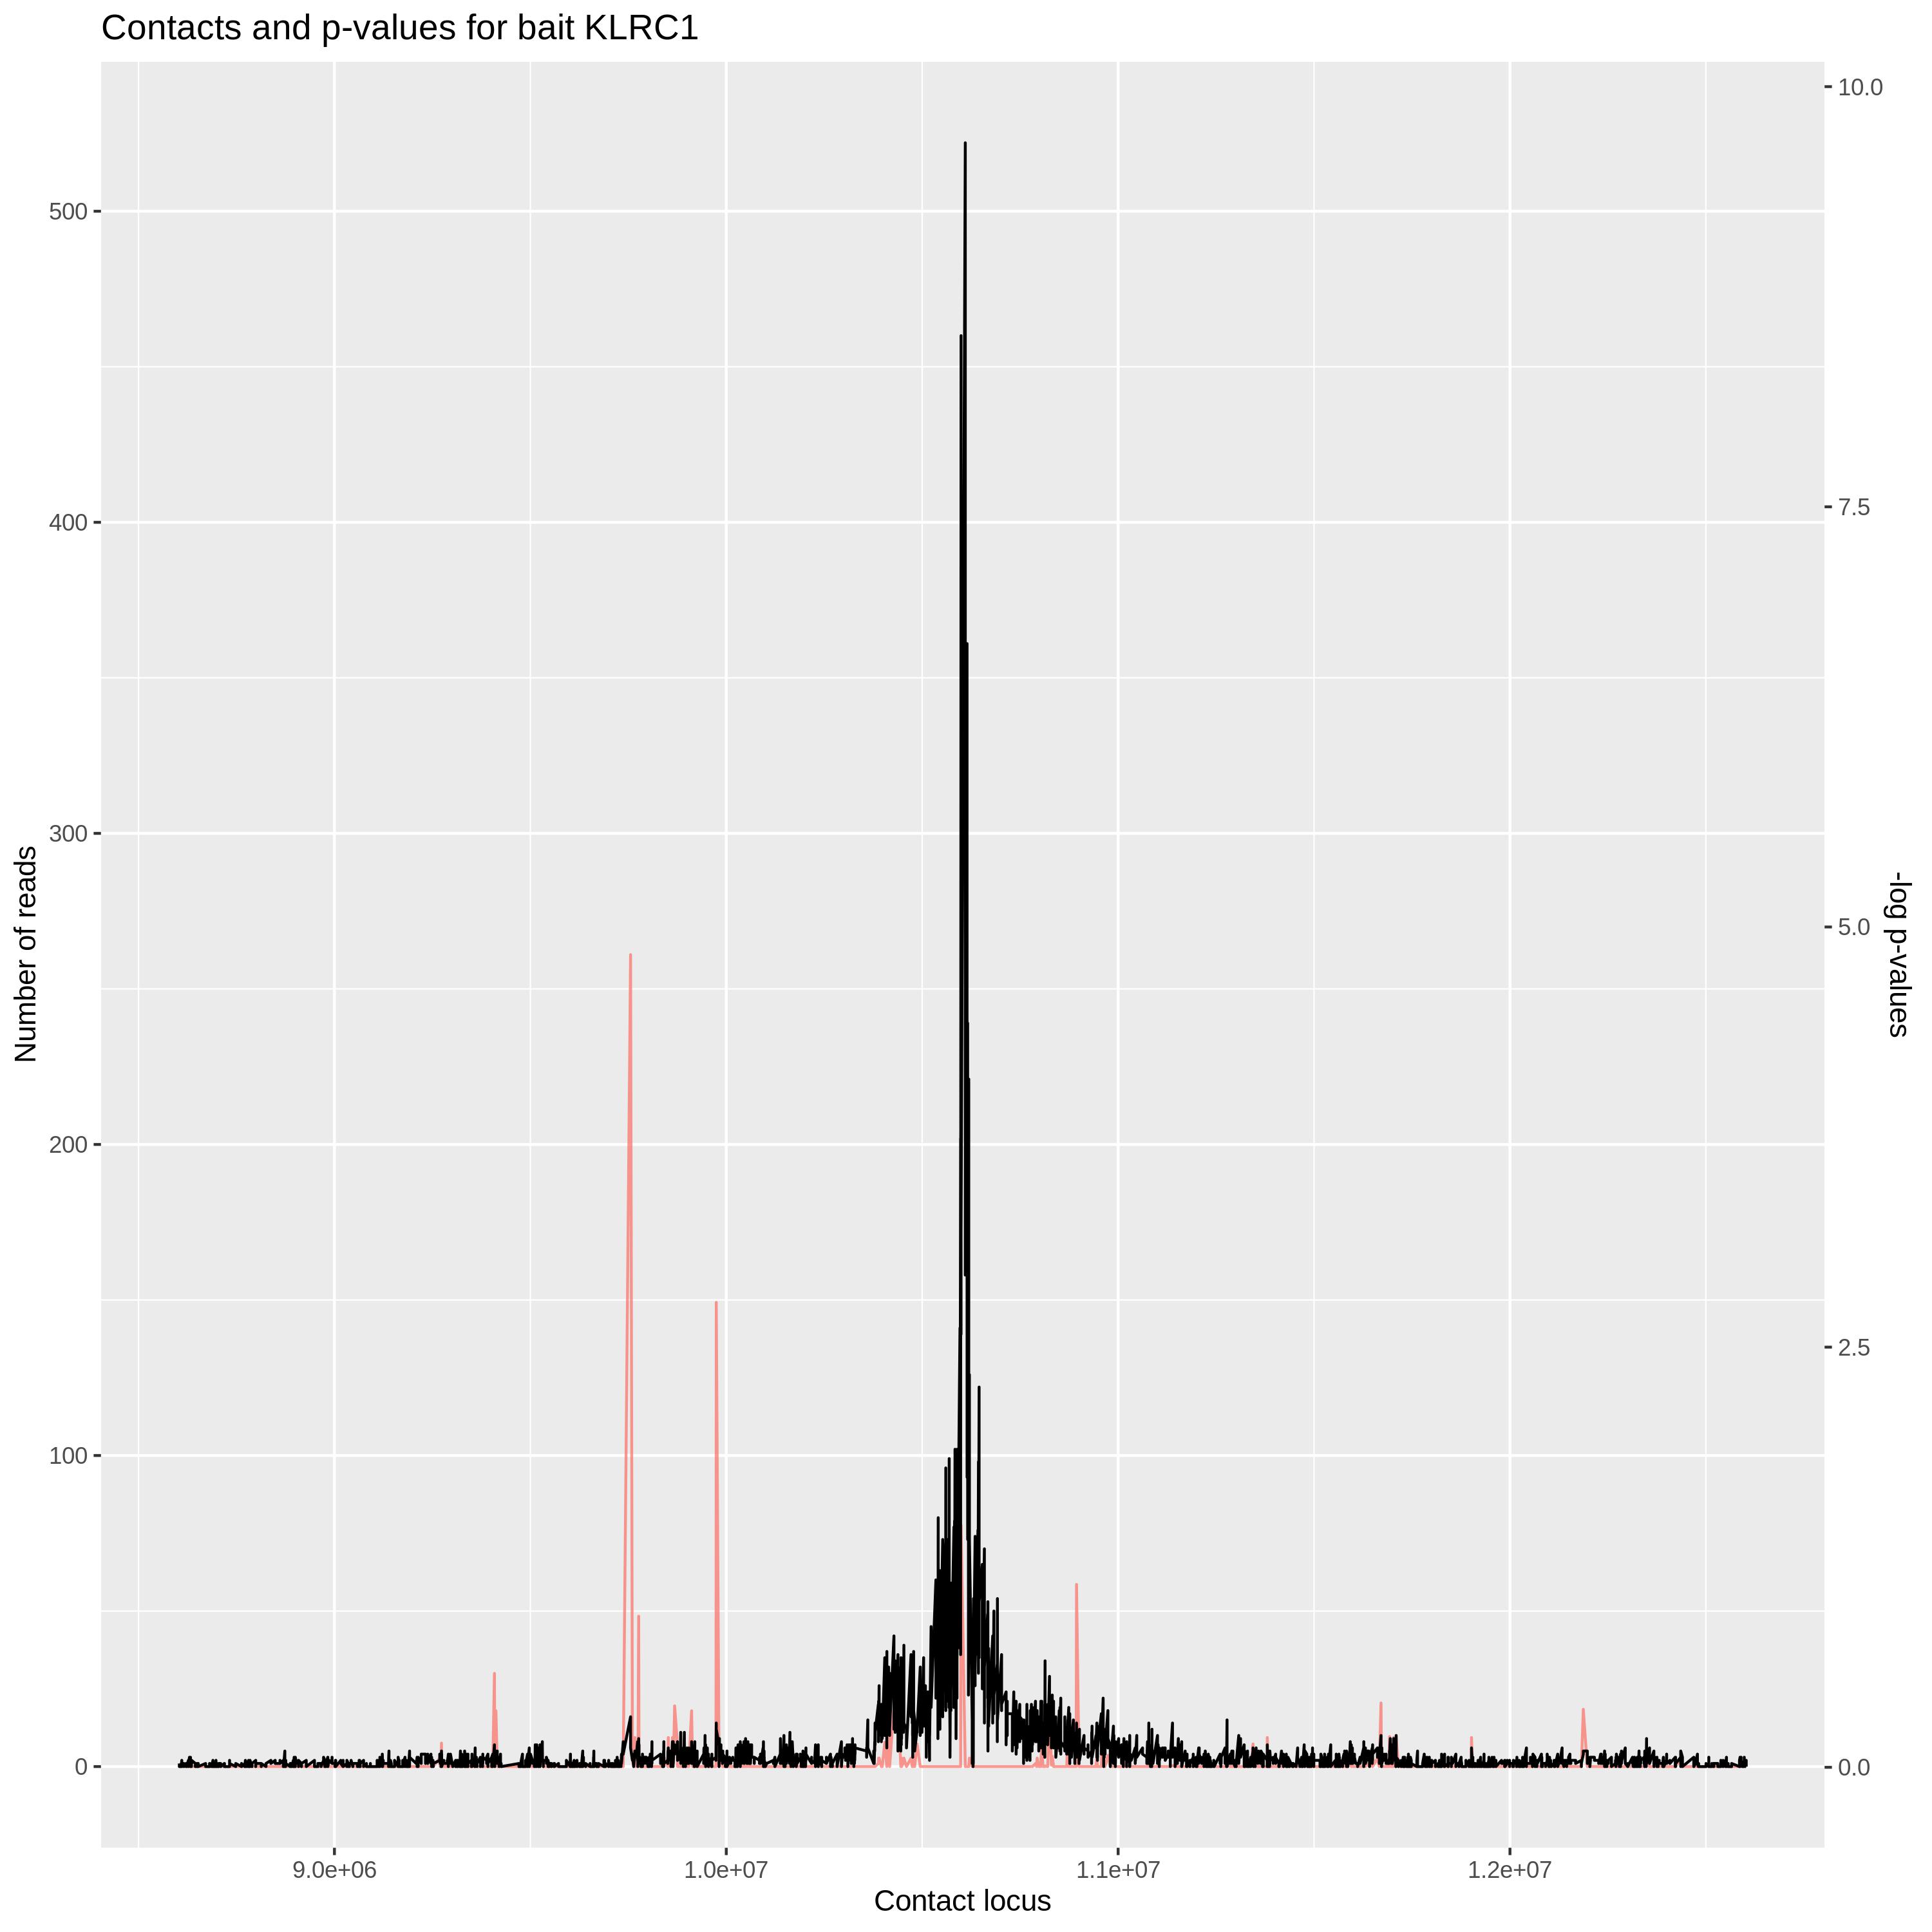 Contacts and p-values for bait KLRC1
10.0
500
7.5
400
300
5.0
Number of reads
-log p-values
200
2.5
100
0
0.0
9.0e+06
1.0e+07
1.1e+07
1.2e+07
Contact locus